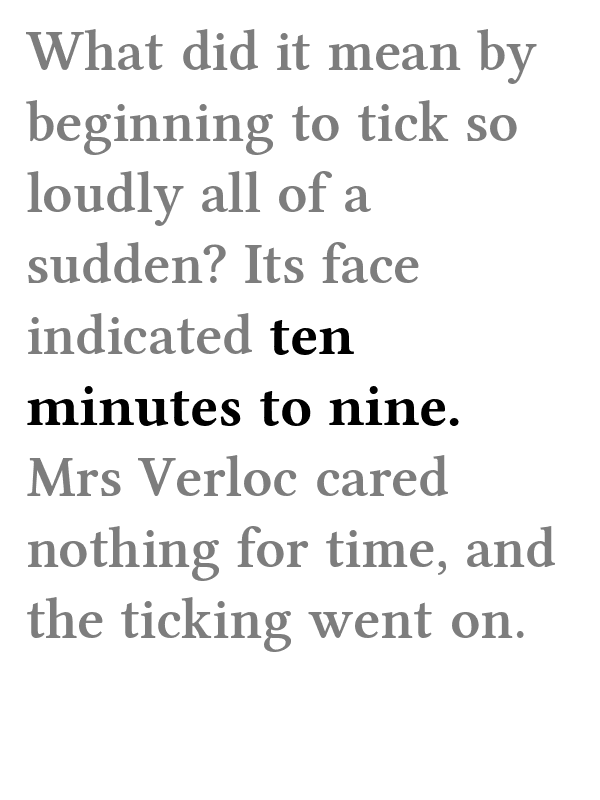 What did it mean by
beginning to tick so
loudly all of a
sudden? Its face
indicated ten
minutes to nine.
Mrs Verloc cared
nothing for time, and
the ticking went on.